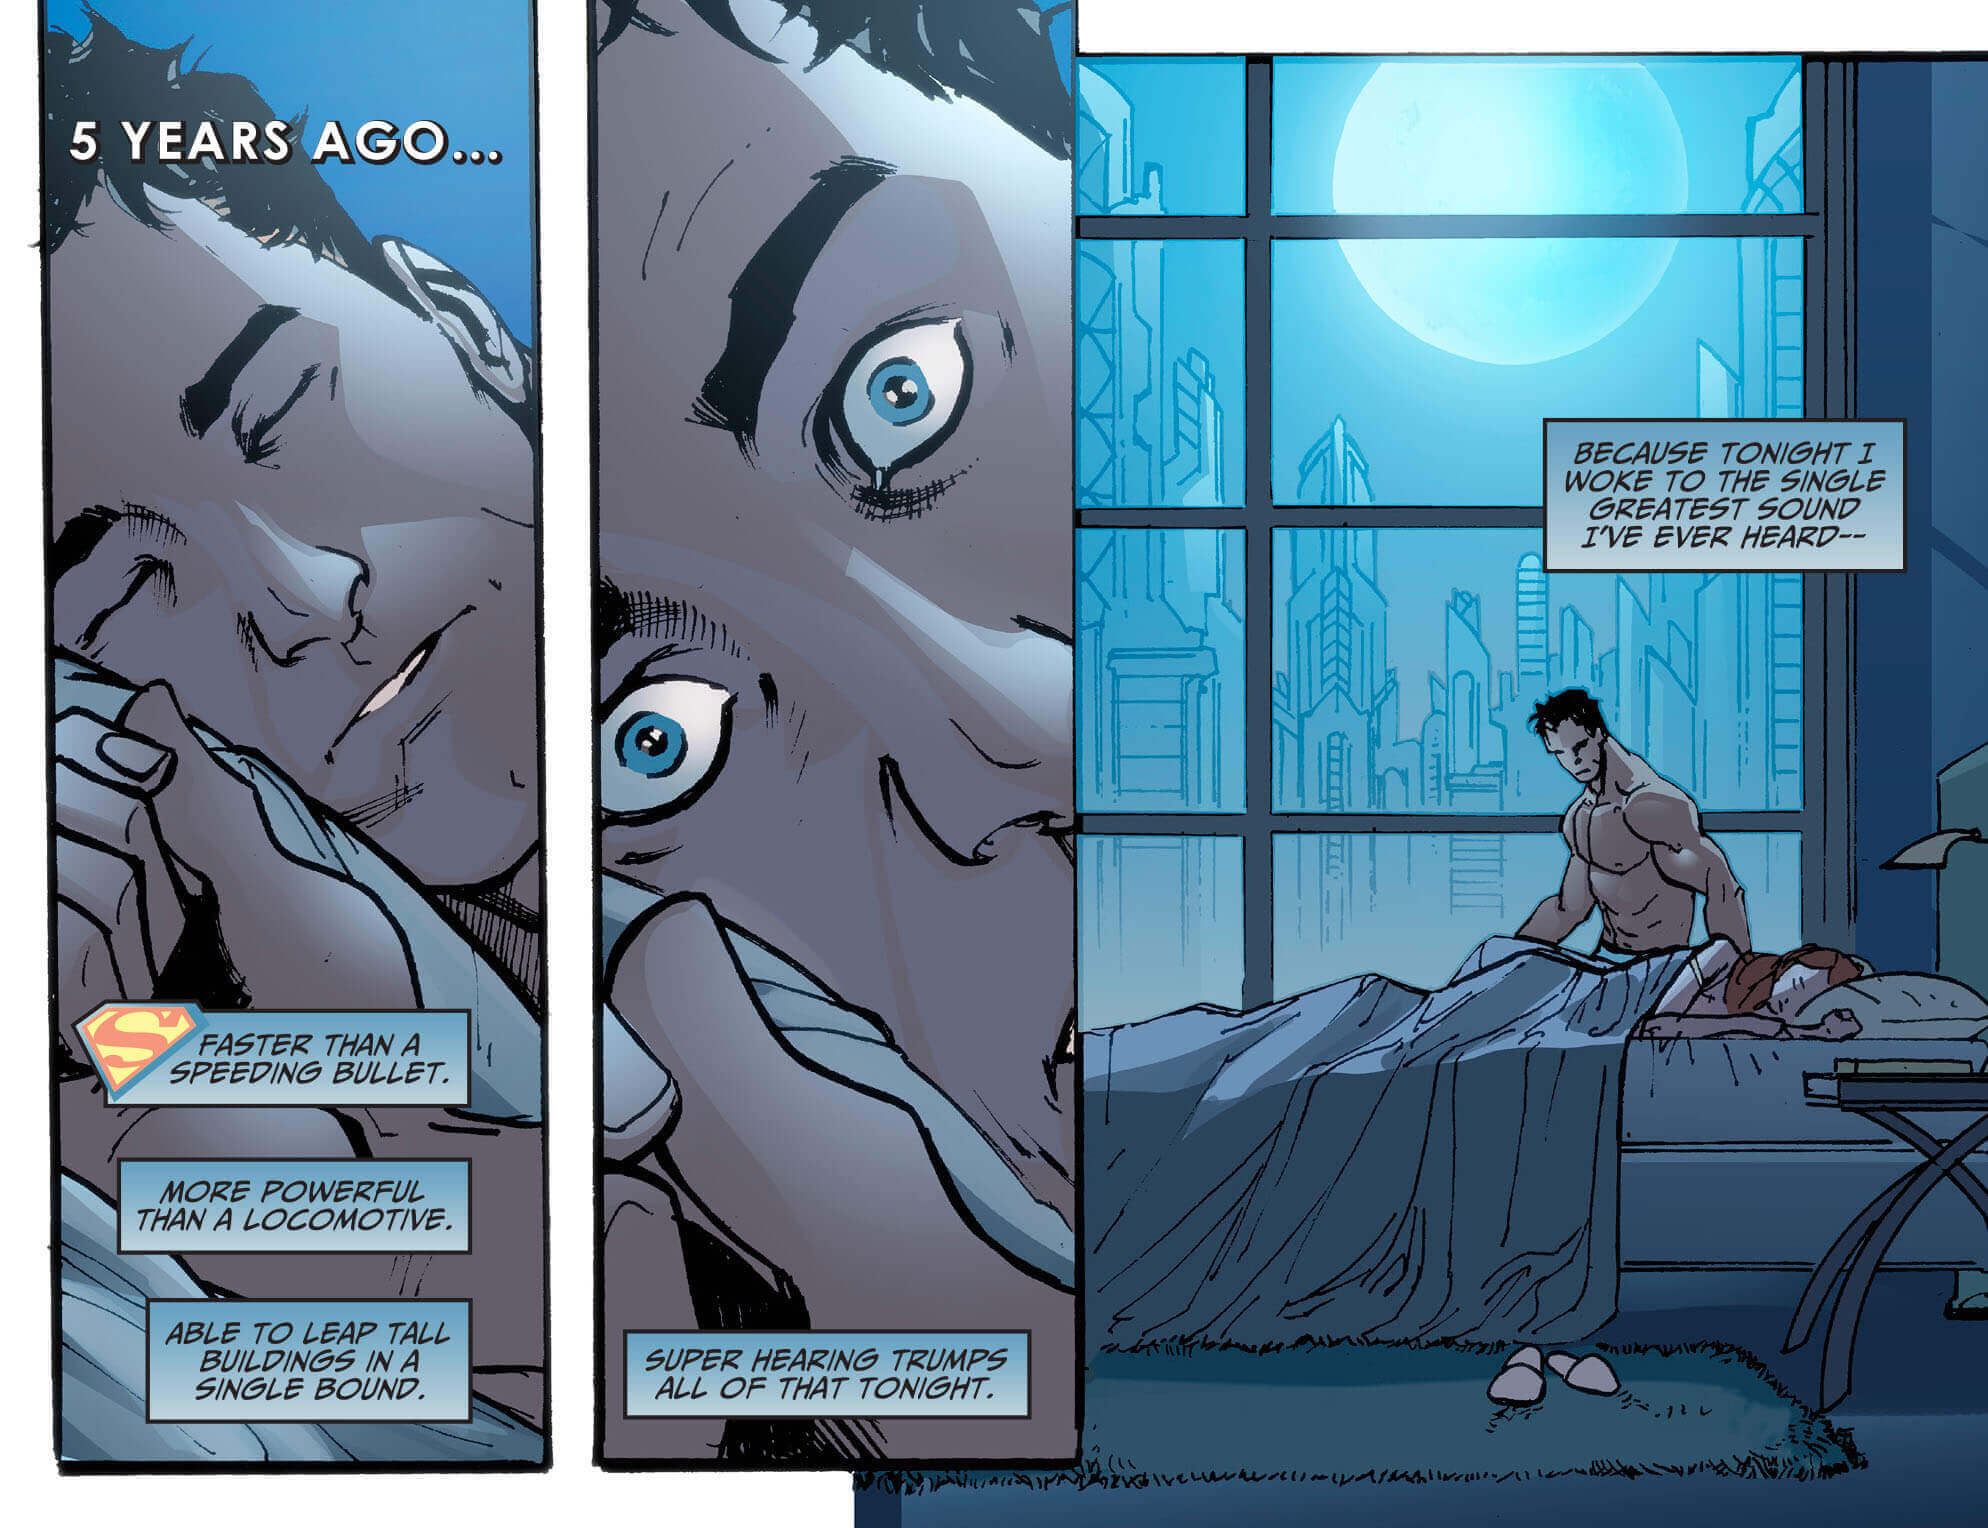 5 YEARS AGO...
FASTER THAN A
SPEEDING BULLET.
MORE POWERFUL
THAN A LOCOMOTIVE.
ABLE TO LEAP TALL
BUILDINGS IN A
SINGLE BOUND.
SUPER HEARING TRUMPS
ALL OF THAT TONIGHT.
BECAUSE TONIGHT I
WOKE TO THE SINGLE
GREATEST SOUND
I'VE EVER HEARD--